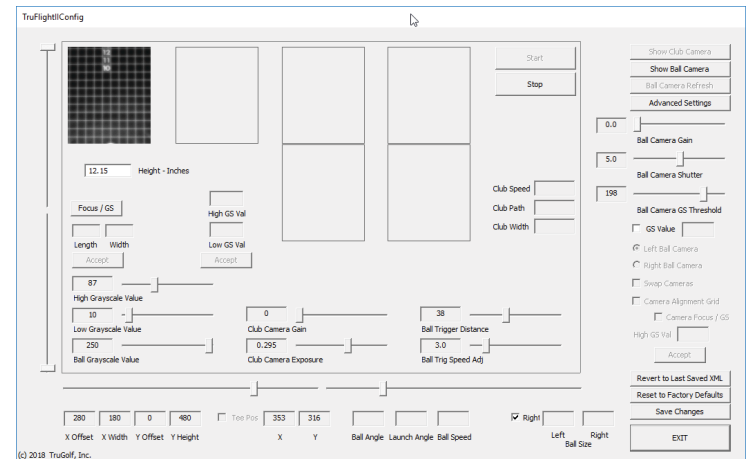 TruFlightIIConfig
12
11
10
Start
Stop
Show Club Camera
Show Ball Camera
Ball Camera Refresh
Advanced Settings
0.0
Ball Camera Gain
5.0
Ball Camera Shutter
198
Ball Camera GS Threshold
GS Value
Left Ball Camera
Right Ball Camera
Swap Cameras
Camera Alignment Grid
Camera Focus / GS
High GS Val
Accept
12.15 Height - Inches
Focus / GS
High GS Val
Length Width Low GS Val
Accept Accept
Club Speed
Club Path
Club Width
87
High Grayscale Value
10 0 38
Low Grayscale Value Club Camera Gain Ball Trigger Distance
250 0.295 3.0
Ball Grayscale Value Club Camera Exposure Ball Trig Speed Adj
Revert to Last Saved XML
Reset to Factory Defaults
Save Changes
EXIT
280 180 0 480 Tee Pos 353 316 Right
X Offset X Width Y Offset Y Height X Y Ball Angle Launch Angle Ball Speed Left Right
Ball Size
(c) 2018 TruGolf, Inc.